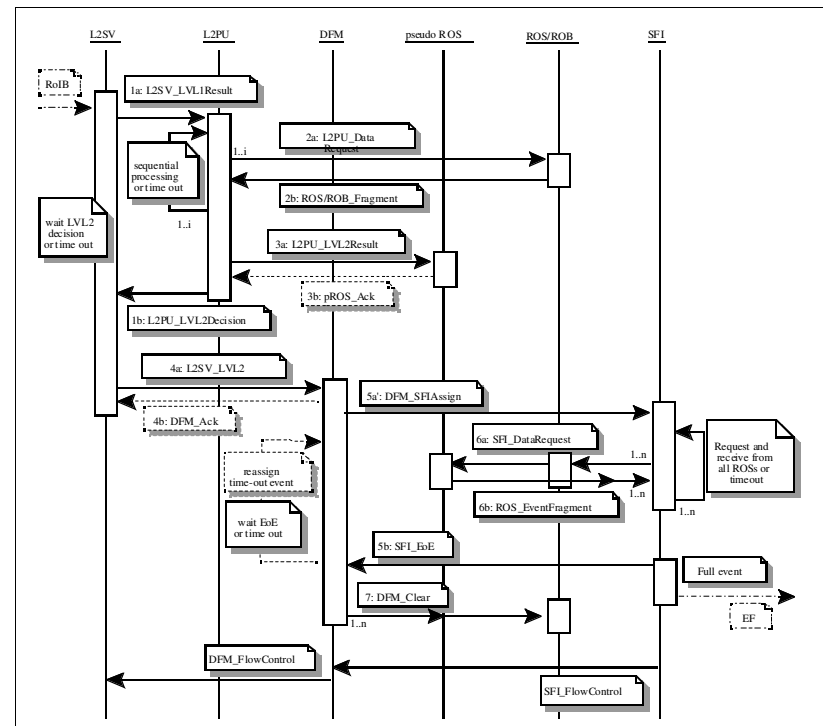 L2SV
L2PU
DFM
pseudo ROS
ROS/ROB
SFI
RoIB
1a: L2SV_LVL1Result
2a: L2PU_Data
Request
1..i
sequential
processing
or time out
2b: ROS/ROB_Fragment
1..i
wait LVL2
decision
or time out
3a: L2PU_LVL2Result
3b: pROS_Ack
1b: L2PU_LVL2Decision
4a: L2SV_LVL2
5a': DFM_SFIAssign
4b: DFM_Ack
6a: SFI_DataRequest
Request and
receive from
all ROSs or
timeout
1..n
reassign
time-out event
1..n
1..n
6b: ROS_EventFragment
wait EoE
or time out
5b: SFI_EoE
Full event
7: DFM_Clear
1..n
EF
DFM_FlowControl
SFI_FlowControl